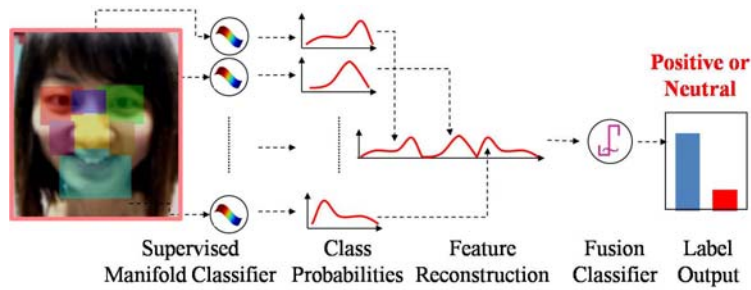 Positive or
Neutral
Supervised
Manifold Classifier
Class
Probabilities
Feature
Reconstruction
Fusion
Classifier
Label
Output